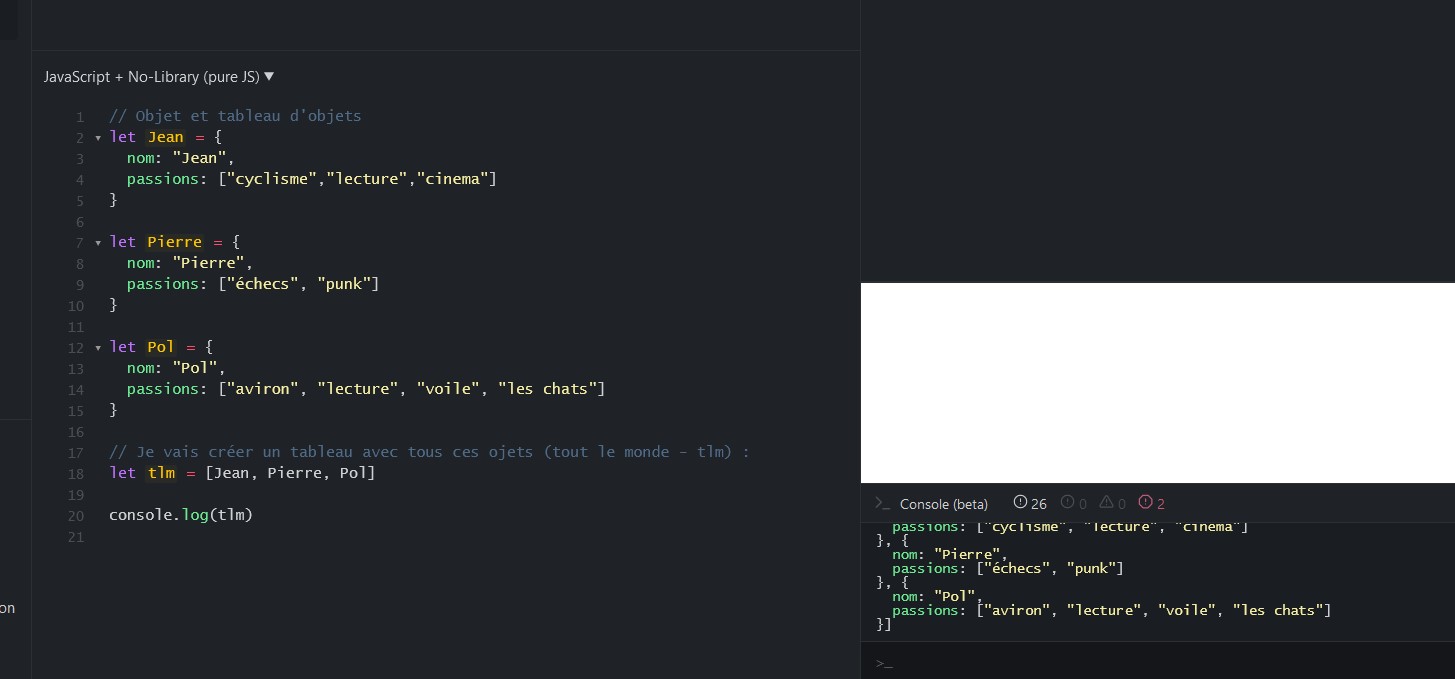 JavaScript + No-Library (pure JS) ▼
1 // Objet et tableau d'objets
2 let Jean = {
3 nom: "Jean",
4 passions: ["cyclisme","lecture","cinema"]
5 }
6
7 let Pierre = {
8 nom: "Pierre",
9 passions: ["échecs", "punk"]
10 }
11
12 let Pol = {
13 nom: "Pol",
14 passions: ["aviron", "lecture", "voile", "les chats"]
15 }
16
17 // Je vais créer un tableau avec tous ces ojets (tout le monde - tlm) :
18 let tlm = [Jean, Pierre, Pol]
19
20 console.log(tlm)
21
on
>_ Console (beta) 26 0 0 2
passions: ["cyclisme", "lecture", "cinema"]
}, {
nom: "Pierre",
passions: ["échecs", "punk"]
}, {
nom: "Pol",
passions: ["aviron", "lecture", "voile", "les chats"]
}]
>_